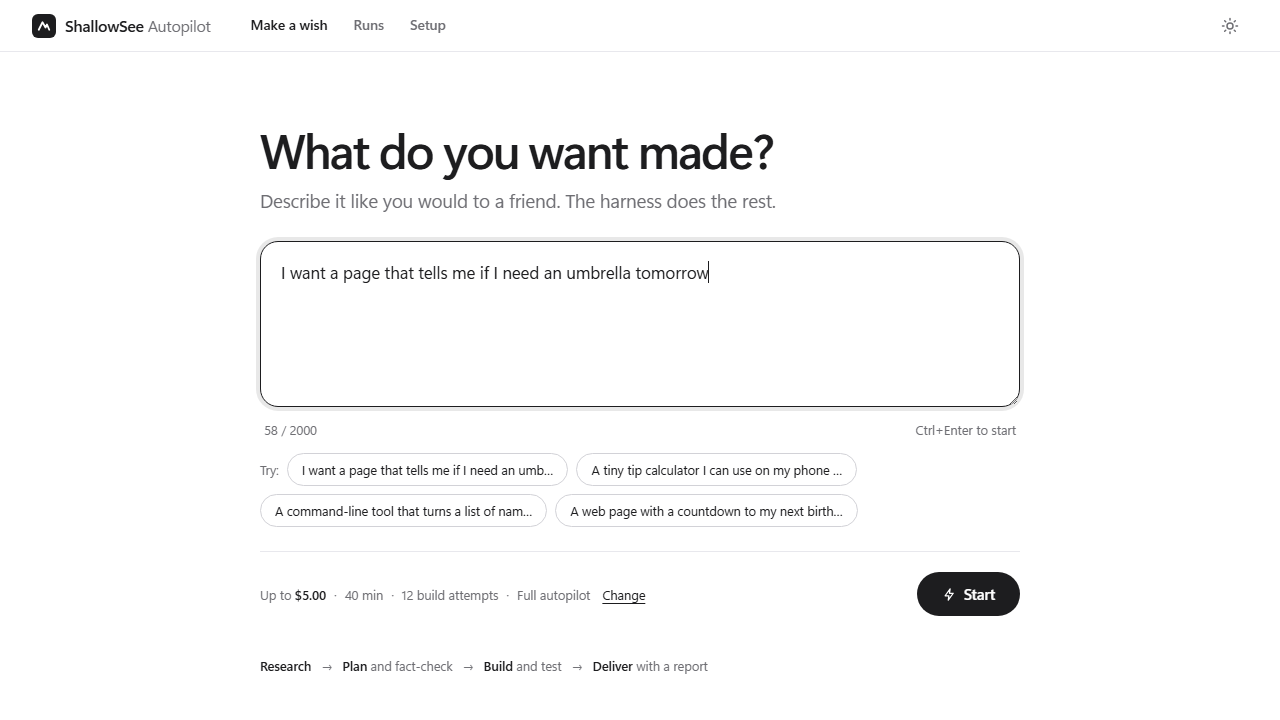 ShallowSee Autopilot Make a wish Runs Setup
What do you want made?
Describe it like you would to a friend. The harness does the rest.
I want a page that tells me if I need an umbrella tomorrow
58 / 2000 Ctrl+Enter to start
Try: I want a page that tells me if I need an umb... A tiny tip calculator I can use on my phone ...
A command-line tool that turns a list of nam... A web page with a countdown to my next birth...
Up to $5.00 · 40 min · 12 build attempts · Full autopilot Change Start
Research → Plan and fact-check → Build and test → Deliver with a report